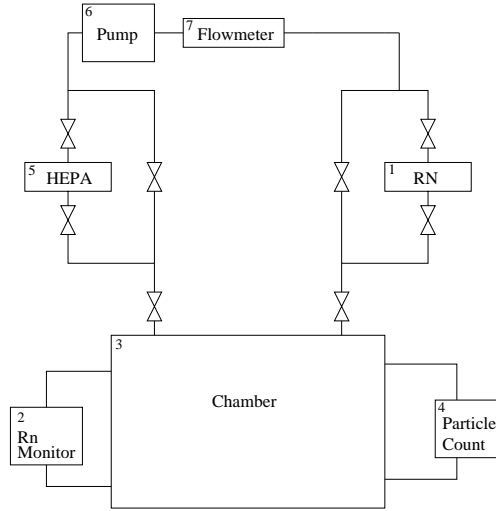 6
Pump
7
Flowmeter
5
HEPA
1
RN
3
Chamber
2
Rn
Monitor
4
Particle
Count